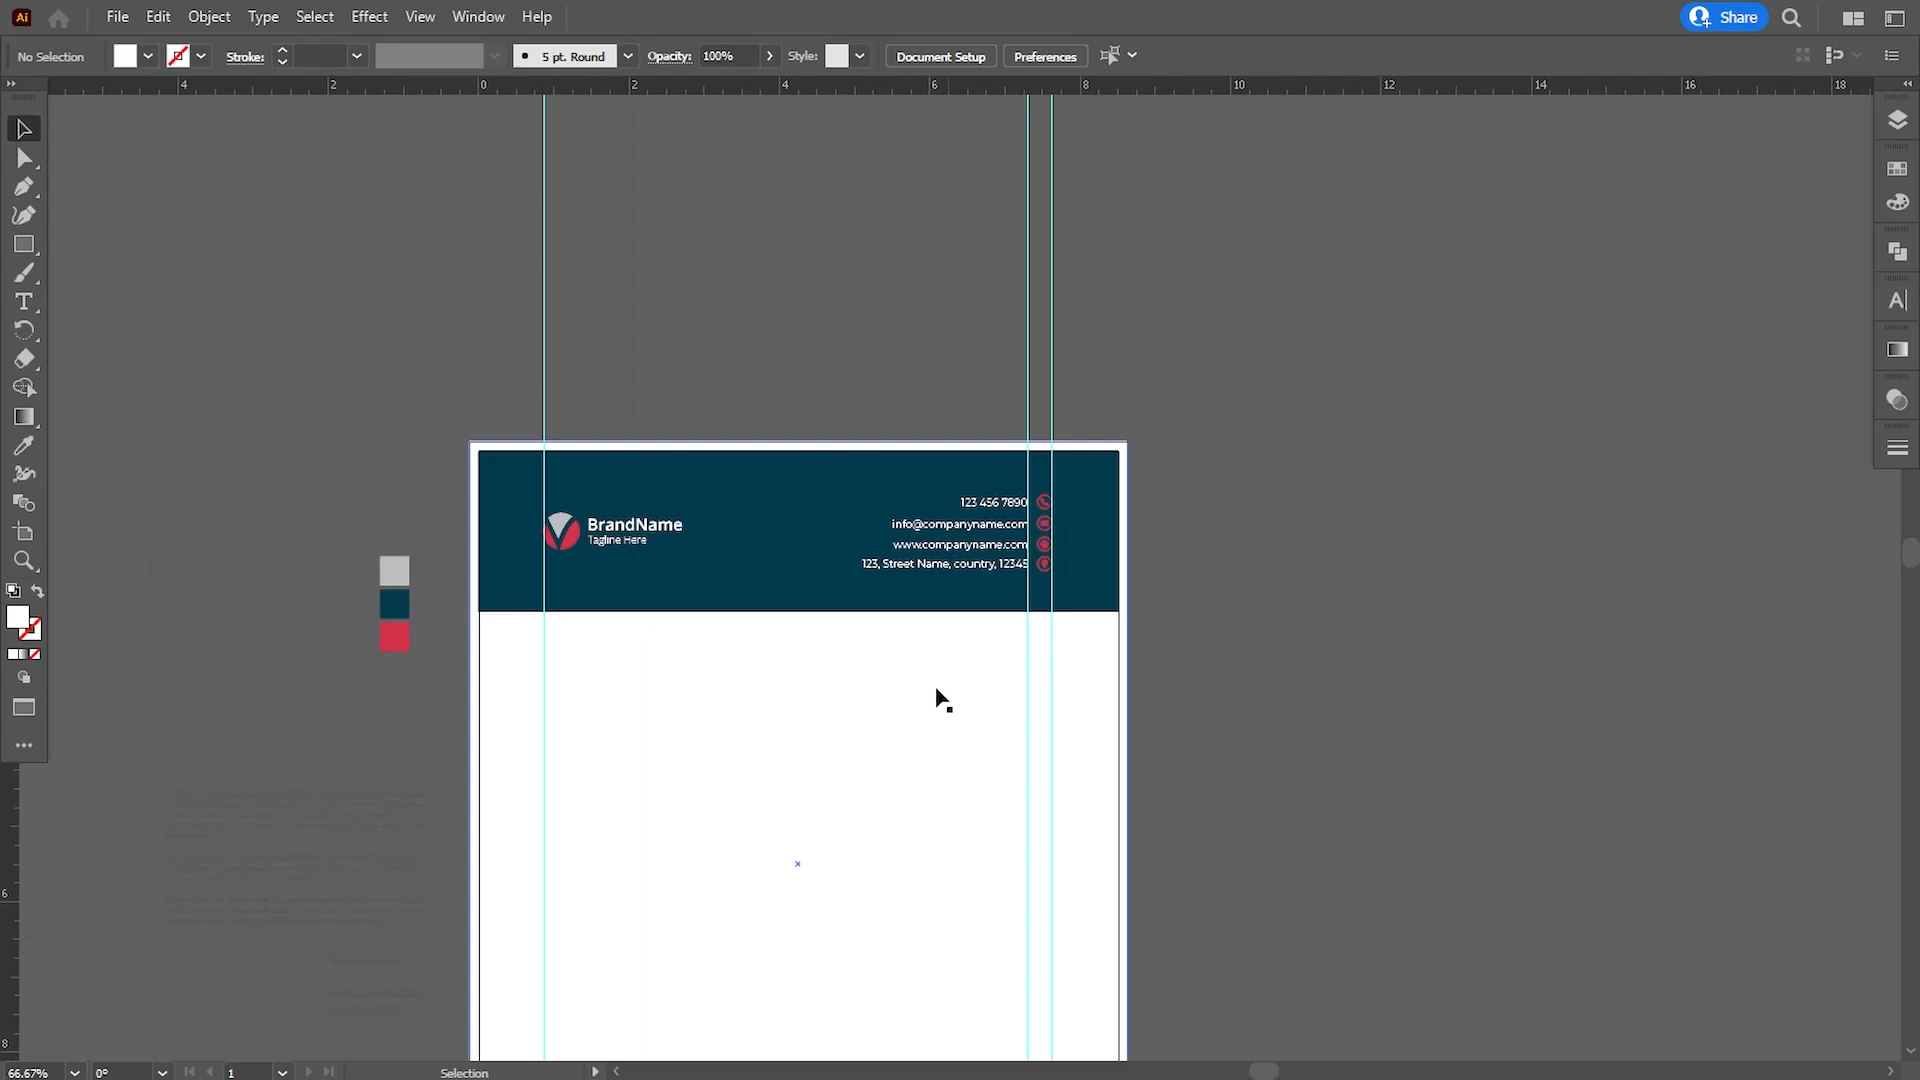 Ai File Edit Object Type Select Effect View Window Help Share
No Selection Stroke: 5 pt. Round Opacity: 100% Style: Document Setup Preferences
4 2 0 2 4 6 8 10 12 14 16 18
123 456 7890
BrandName
info@companyname.com
Tagline Here
www.companyname.com
123, Street Name, country, 12345
6
8
66.67% 0° 1 Selection